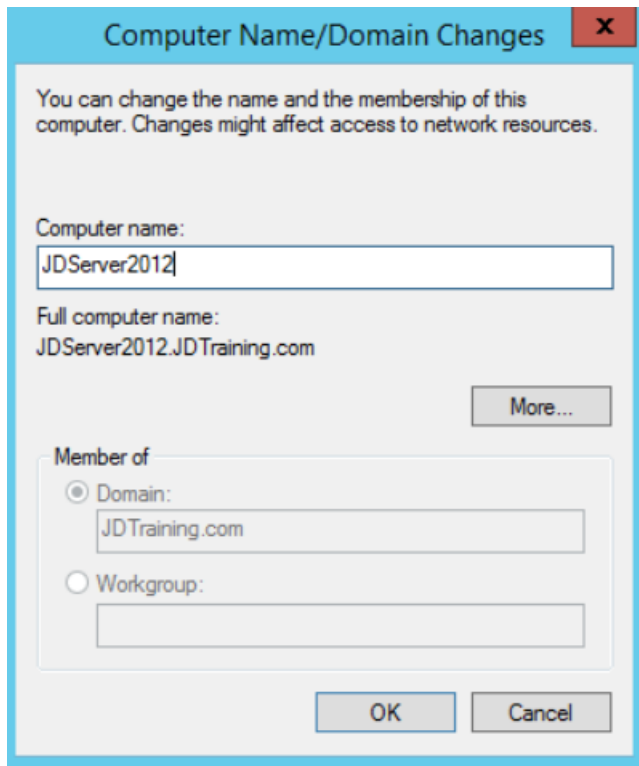 Computer Name/Domain Changes
x
You can change the name and the membership of this
computer. Changes might affect access to network resources.
Computer name:
JDServer2012
Full computer name:
JDServer2012.JDTraining.com
More...
Member of
Domain:
JDTraining.com
Workgroup:
OK Cancel